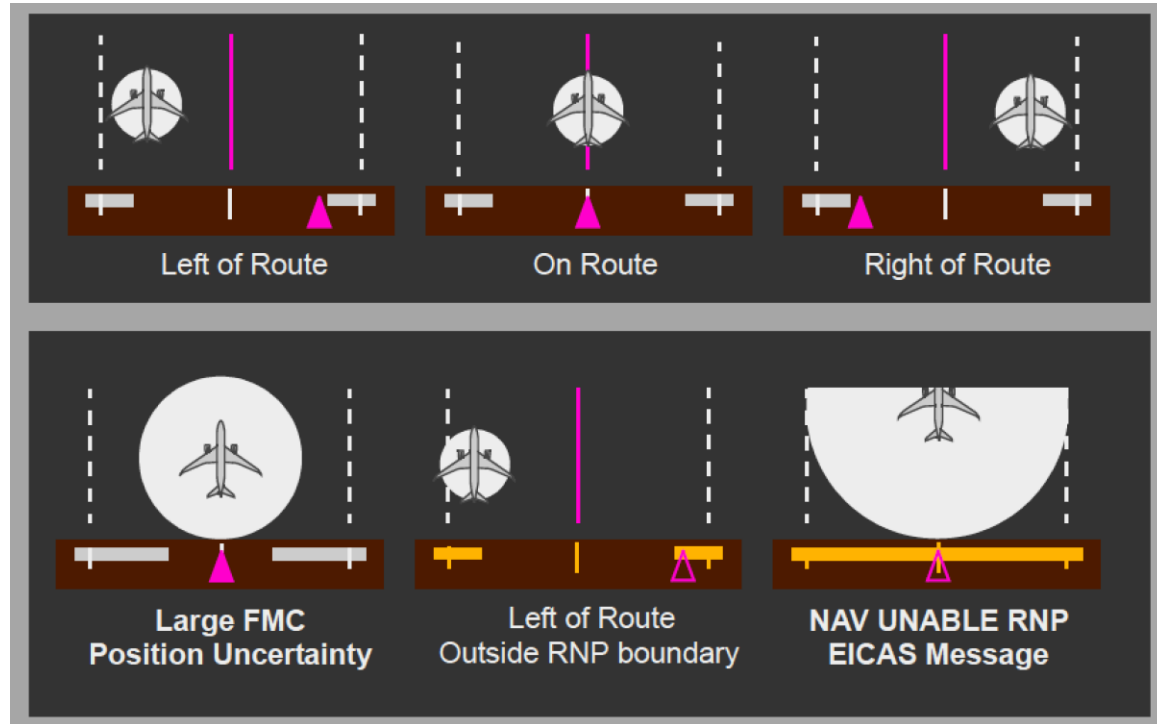 Left of Route
On Route
Right of Route
Large FMC
Position Uncertainty
Left of Route
Outside RNP boundary
NAV UNABLE RNP
EICAS Message